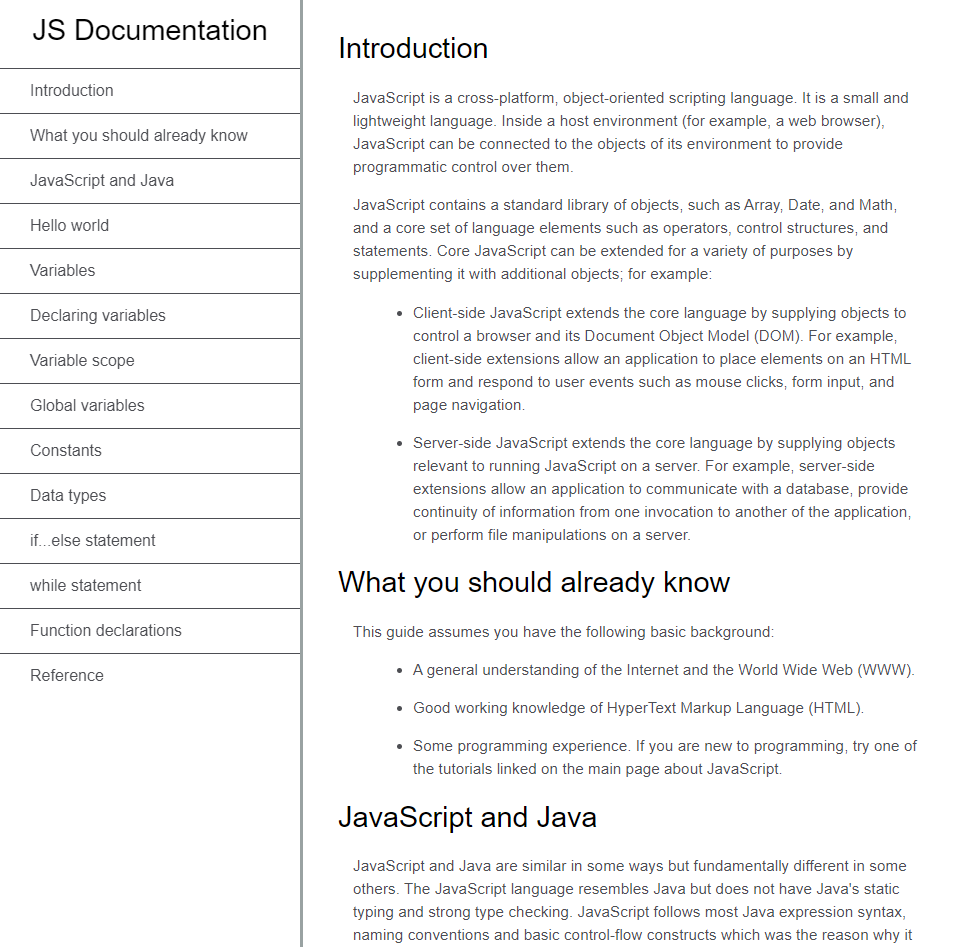 JS Documentation
Introduction
What you should already know
JavaScript and Java
Hello world
Variables
Declaring variables
Variable scope
Global variables
Constants
Data types
if...else statement
while statement
Function declarations
Reference
Introduction
JavaScript is a cross-platform, object-oriented scripting language. It is a small and
lightweight language. Inside a host environment (for example, a web browser),
JavaScript can be connected to the objects of its environment to provide
programmatic control over them.
JavaScript contains a standard library of objects, such as Array, Date, and Math,
and a core set of language elements such as operators, control structures, and
statements. Core JavaScript can be extended for a variety of purposes by
supplementing it with additional objects; for example:
• Client-side JavaScript extends the core language by supplying objects to
control a browser and its Document Object Model (DOM). For example,
client-side extensions allow an application to place elements on an HTML
form and respond to user events such as mouse clicks, form input, and
page navigation.
• Server-side JavaScript extends the core language by supplying objects
relevant to running JavaScript on a server. For example, server-side
extensions allow an application to communicate with a database, provide
continuity of information from one invocation to another of the application,
or perform file manipulations on a server.
What you should already know
This guide assumes you have the following basic background:
• A general understanding of the Internet and the World Wide Web (WWW).
• Good working knowledge of HyperText Markup Language (HTML).
• Some programming experience. If you are new to programming, try one of
the tutorials linked on the main page about JavaScript.
JavaScript and Java
JavaScript and Java are similar in some ways but fundamentally different in some
others. The JavaScript language resembles Java but does not have Java's static
typing and strong type checking. JavaScript follows most Java expression syntax,
naming conventions and basic control-flow constructs which was the reason why it